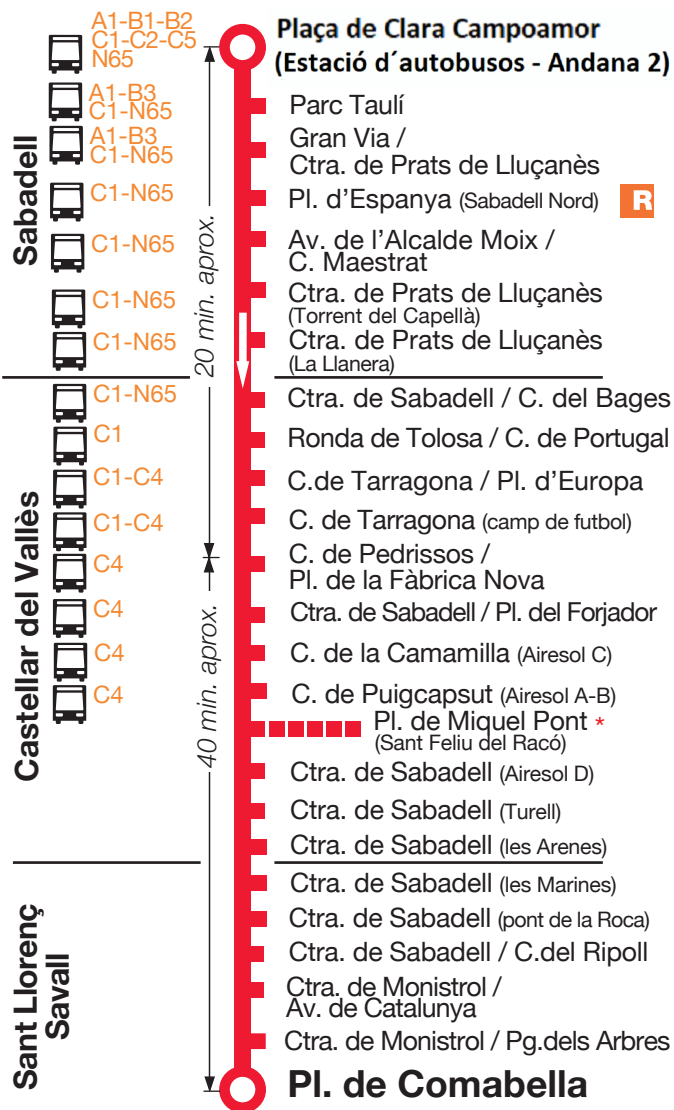 A1-B1-B2
C1-C2-C5
N65
Plaça de Clara Campoamor
(Estació d´autobusos - Andana 2)
A1-B3
C1-N65
Parc Taulí
A1-B3
C1-N65
Gran Via /
Ctra. de Prats de Lluçanès
C1-N65
Pl. d’Espanya (Sabadell Nord)
R
C1-N65
Av. de l’Alcalde Moix /
C. Maestrat
C1-N65
Ctra. de Prats de Lluçanès
(Torrent del Capellà)
C1-N65
Ctra. de Prats de Lluçanès
(La Llanera)
Sabadell
20 min. aprox.
C1-N65
Ctra. de Sabadell / C. del Bages
C1
Ronda de Tolosa / C. de Portugal
C1-C4
C.de Tarragona / Pl. d’Europa
C1-C4
C. de Tarragona (camp de futbol)
C4
C. de Pedrissos /
Pl. de la Fàbrica Nova
C4
Ctra. de Sabadell / Pl. del Forjador
C4
C. de la Camamilla (Airesol C)
C4
C. de Puigcapsut (Airesol A-B)
Pl. de Miquel Pont *
(Sant Feliu del Racó)
Ctra. de Sabadell (Airesol D)
Ctra. de Sabadell (Turell)
Ctra. de Sabadell (les Arenes)
Castellar del Vallès
40 min. aprox.
Ctra. de Sabadell (les Marines)
Ctra. de Sabadell (pont de la Roca)
Ctra. de Sabadell / C.del Ripoll
Ctra. de Monistrol /
Av. de Catalunya
Ctra. de Monistrol / Pg.dels Arbres
Pl. de Comabella
Sant Llorenç
Savall